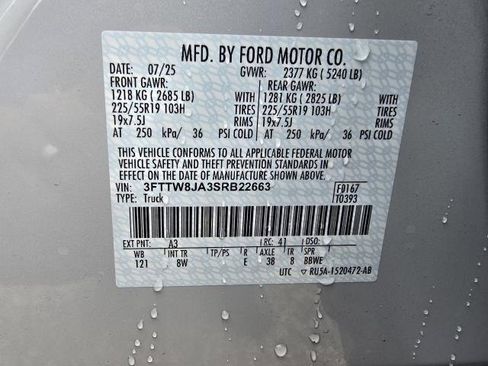 MFD. BY FORD MOTOR CO.
DATE: 07/25 GVWR: 2377 KG ( 5240 LB)
FRONT GAWR: REAR GAWR:
1218 KG ( 2685 LB) WITH 1281 KG ( 2825 LB) WITH
225/55R19 103H TIRES 225/55R19 103H TIRES
19x7.5J RIMS 19x7.5J RIMS
AT 250 kPa/ 36 PSI COLD AT 250 kPa/ 36 PSI COLD
THIS VEHICLE CONFORMS TO ALL APPLICABLE FEDERAL MOTOR
VEHICLE SAFETY AND THEFT PREVENTION STANDARDS IN
EFFECT ON THE DATE OF MANUFACTURE SHOWN ABOVE.
VIN: 3FTTW8JA3SRB22663 F0167
TYPE: Truck T0393
EXT PNT: A3 RC: 41 DSO:
WB INT TR TP/PS R AXLE TR SPR
121 8W E 38 8 BBWE
UTC ▽ RU5A-1520472-AB